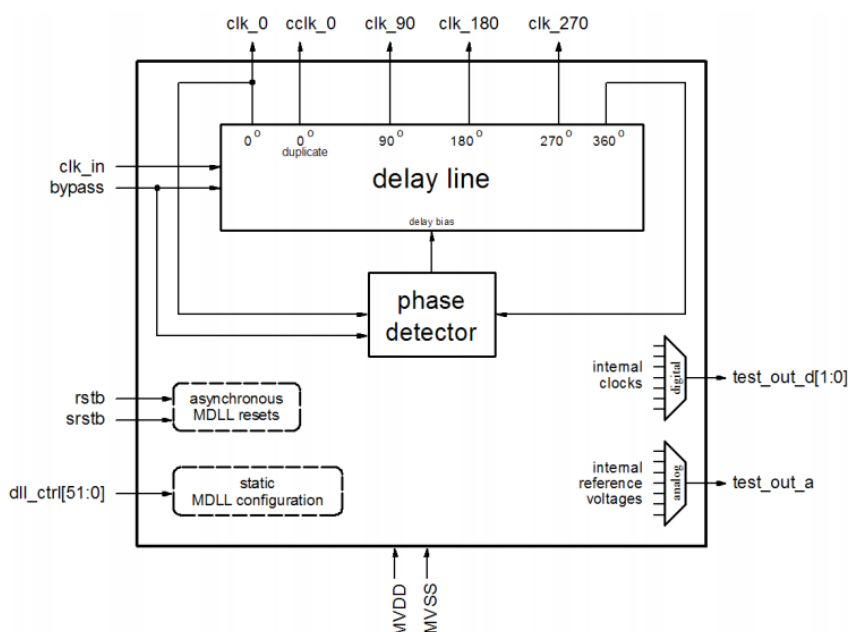 clk_0 cclk_0 clk_90 clk_180 clk_270
0° 0° 90° 180° 270° 360°
duplicate
clk_in
bypass
delay line
delay bias
phase
detector
internal
clocks
digital
test_out_d[1:0]
rstb
srstb
asynchronous
MDLL resets
internal
reference
voltages
analog
test_out_a
dll_ctrl[51:0]
static
MDLL configuration
MVDD
MVSS